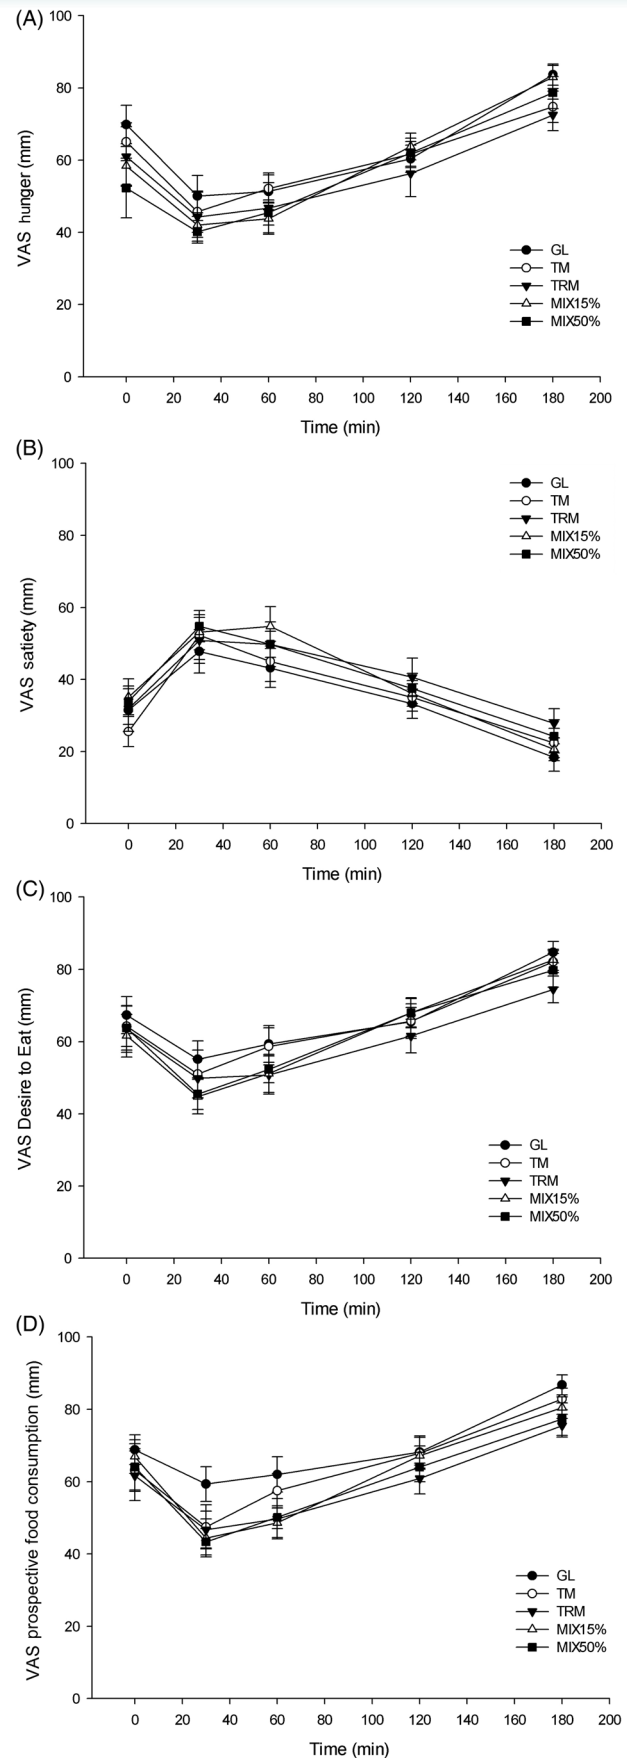 (A)
100
80
60
40
20
0
VAS hunger (mm)
GL
TM
TRM
MIX15%
MIX50%
0 20 40 60 80 100 120 140 160 180 200
Time (min)
(B)
100
80
60
40
20
0
VAS satiety (mm)
GL
TM
TRM
MIX15%
MIX50%
0 20 40 60 80 100 120 140 160 180 200
Time (min)
(C)
100
80
60
40
20
0
VAS Desire to Eat (mm)
GL
TM
TRM
MIX15%
MIX50%
0 20 40 60 80 100 120 140 160 180 200
Time (min)
(D)
100
80
60
40
20
0
VAS prospective food consumption (mm)
GL
TM
TRM
MIX15%
MIX50%
0 20 40 60 80 100 120 140 160 180 200
Time (min)